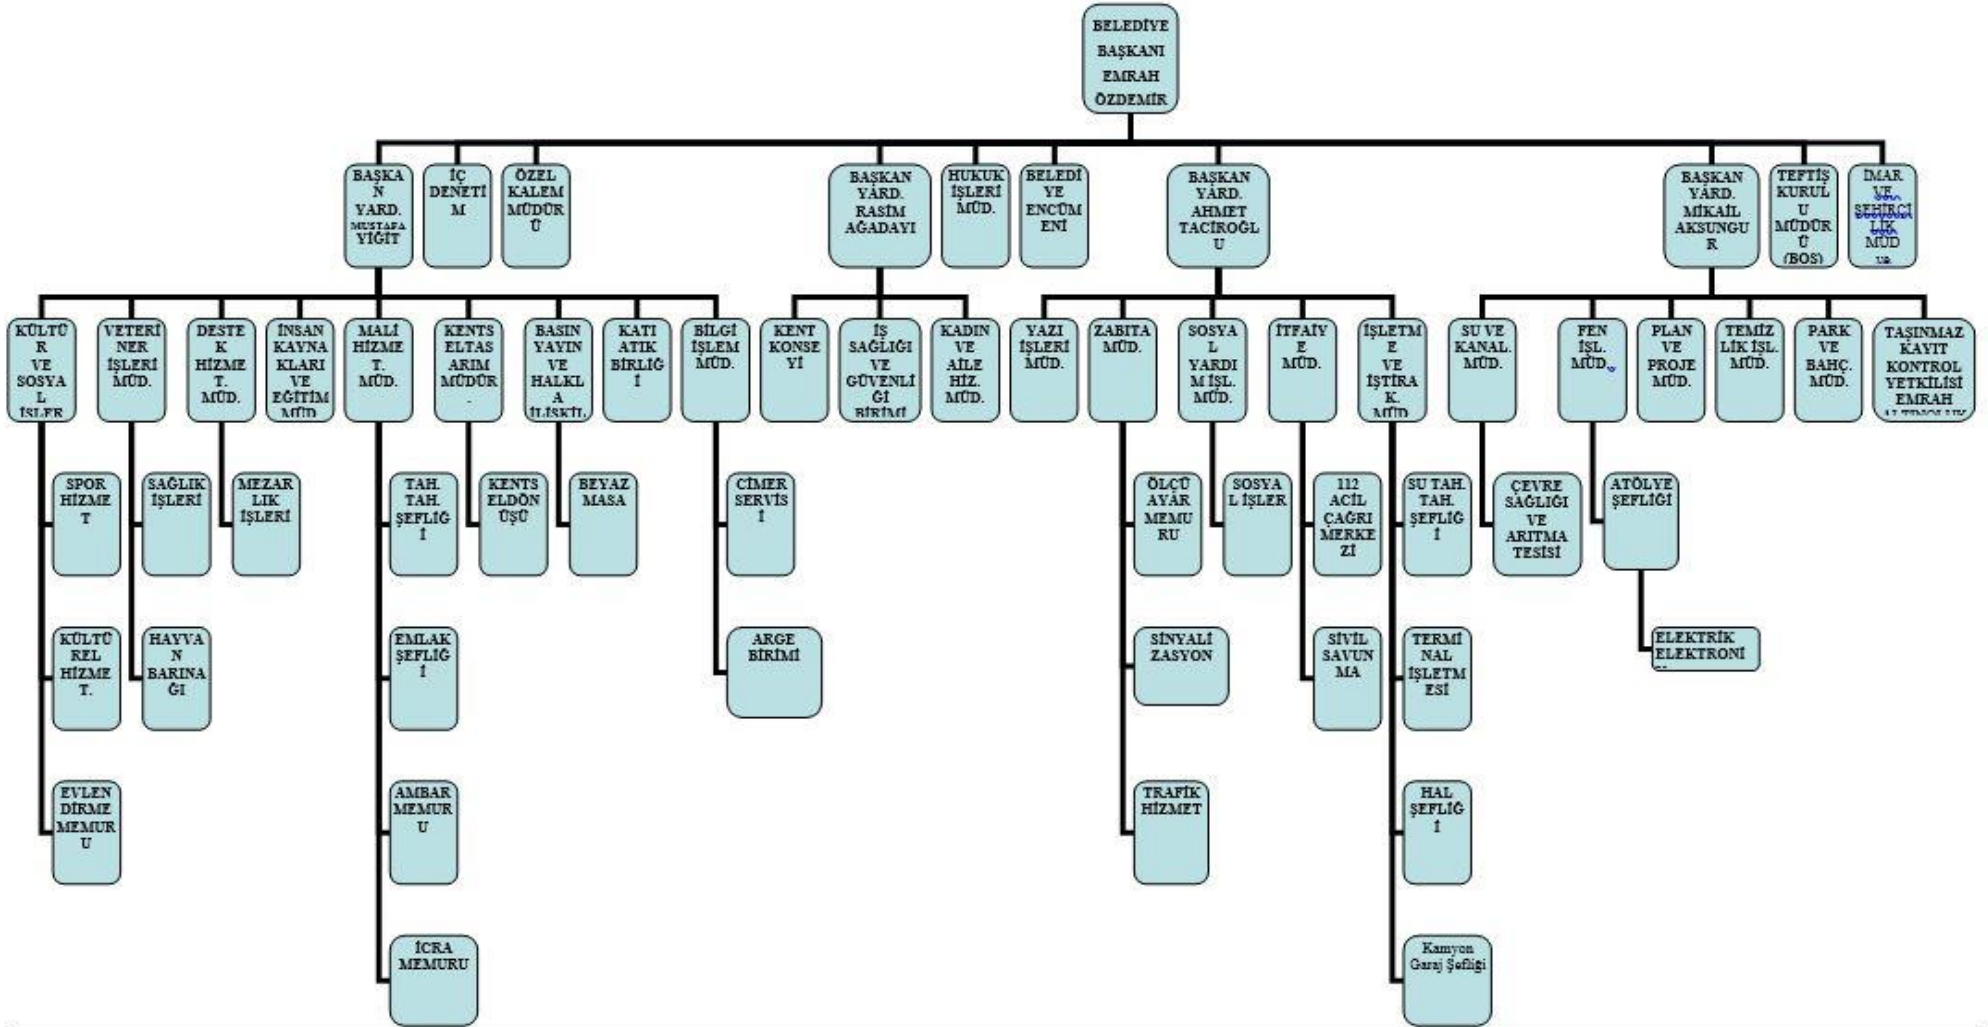 BELEDİYE
BAŞKANI
EMRAH
ÖZDEMİR
BAŞKA
N
YARD.
MUSTAFA
YİĞİT
İÇ
DENETİ
M
ÖZEL
KALEM
MÜDÜR
Ü
BAŞKAN
YARD.
RASİM
AĞADAYI
HUKUK
İŞLERİ
MÜD.
BELEDİ
YE
ENCÜM
ENİ
BAŞKAN
YARD.
AHMET
TACİROĞL
U
BAŞKAN
YARD.
MİKAİL
AKSUNGU
R
TEFTİŞ
KURUL
U
MÜDÜR
Ü
(BOŞ)
İMAR
VE
ŞEHİRCİ
LİK
MÜD
KÜLTÜ
R
VE
SOSYA
L
İŞLER
VETERİ
NER
İŞLERİ
MÜD.
DESTE
K
HİZME
T.
MÜD.
İNSAN
KAYNA
KLARI
VE
EĞİTİM
MÜD
MALİ
HİZME
T.
MÜD.
KENTS
ELTAS
ARIM
MÜDÜR
.
BASIN
YAYIN
VE
HALKL
A
İLİŞKİL
KATI
ATIK
BİRLİĞ
İ
BİLGİ
İŞLEM
MÜD.
KENT
KONSE
Yİ
İŞ
SAĞLIĞI
VE
GÜVENLİ
Ğİ
BİRİMİ
KADIN
VE
AİLE
HİZ.
MÜD.
YAZI
İŞLERİ
MÜD.
ZABITA
MÜD.
SOSYA
L
YARDI
M İŞL.
MÜD.
İTFAİY
E
MÜD.
İŞLETM
E VE
İŞTİRA
K.
MÜD
SU VE
KANAL.
MÜD.
FEN
İŞL.
MÜD.
PLAN
VE
PROJE
MÜD.
TEMİZ
LİK İŞL.
MÜD.
PARK
VE
BAHÇ.
MÜD.
TAŞINMAZ
KAYIT
KONTROL
YETKİLİSİ
EMRAH
ALTINOLUK
SPOR
HİZME
T
SAĞLIK
İŞLERİ
MEZAR
LIK
İŞLERİ
TAH.
TAH.
ŞEFLİĞ
İ
KENTS
ELDÖN
ÜŞÜ
BEYAZ
MASA
CİMER
SERVİS
İ
ÖLÇÜ
AYAR
MEMU
RU
SOSYA
L İŞLER
112
ACİL
ÇAĞRI
MERKE
Zİ
SU TAH.
TAH.
ŞEFLİĞ
İ
ÇEVRE
SAĞLIĞI
VE
ARITMA
TESİSİ
ATÖLYE
ŞEFLİĞİ
KÜLTÜ
REL
HİZME
T.
HAYVA
N
BARINA
ĞI
EMLAK
ŞEFLİĞ
İ
ARGE
BİRİMİ
SİNYALİ
ZASYON
SİVİL
SAVUN
MA
TERMİ
NAL
İŞLETM
ESİ
ELEKTRİK
ELEKTRONİ
EVLEN
DİRME
MEMUR
U
AMBAR
MEMUR
U
TRAFİK
HİZMET
HAL
ŞEFLİĞ
İ
İCRA
MEMURU
Kamyon
Garaj Şefliği